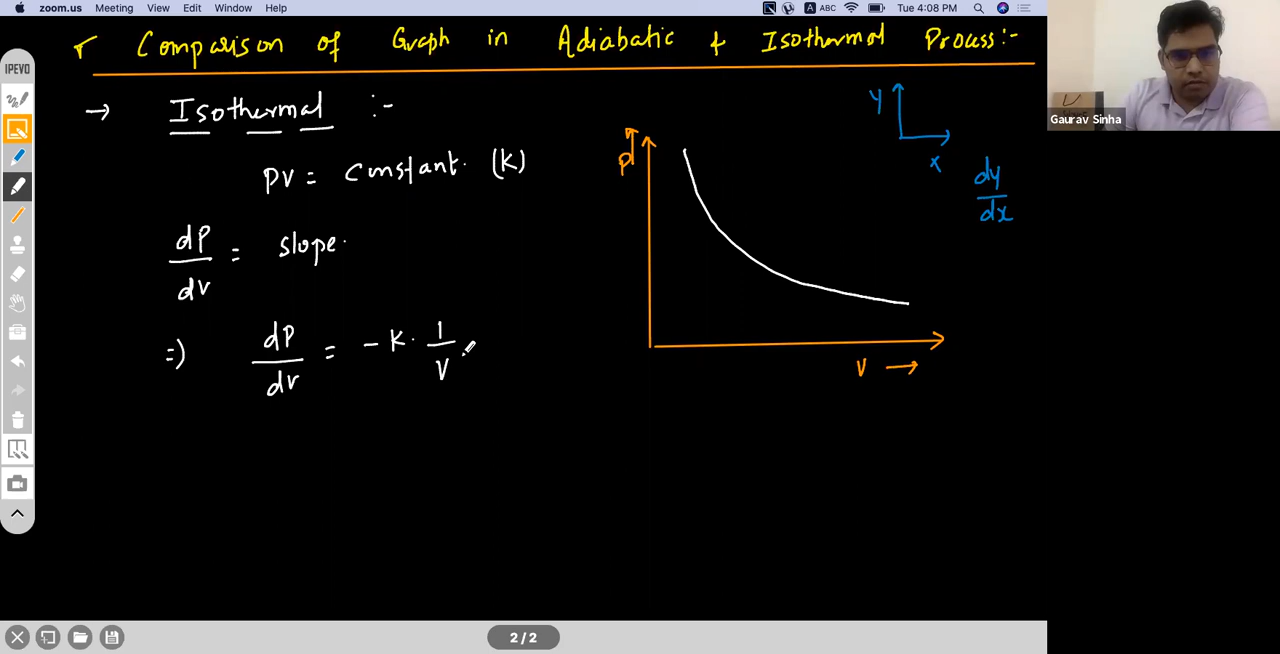 zoom.us Meeting View Edit Window Help
A ABC Tue 4:08 PM
Comparison of Graph in Adiabatic & Isothermal Process:-
IPEVO
Gaurav Sinha
→ Isothermal :-
PV = Constant. (K)
dP/dv = slope.
=) dP/dv = - K. 1/V
P
V →
y
x
dy/dx
2 / 2